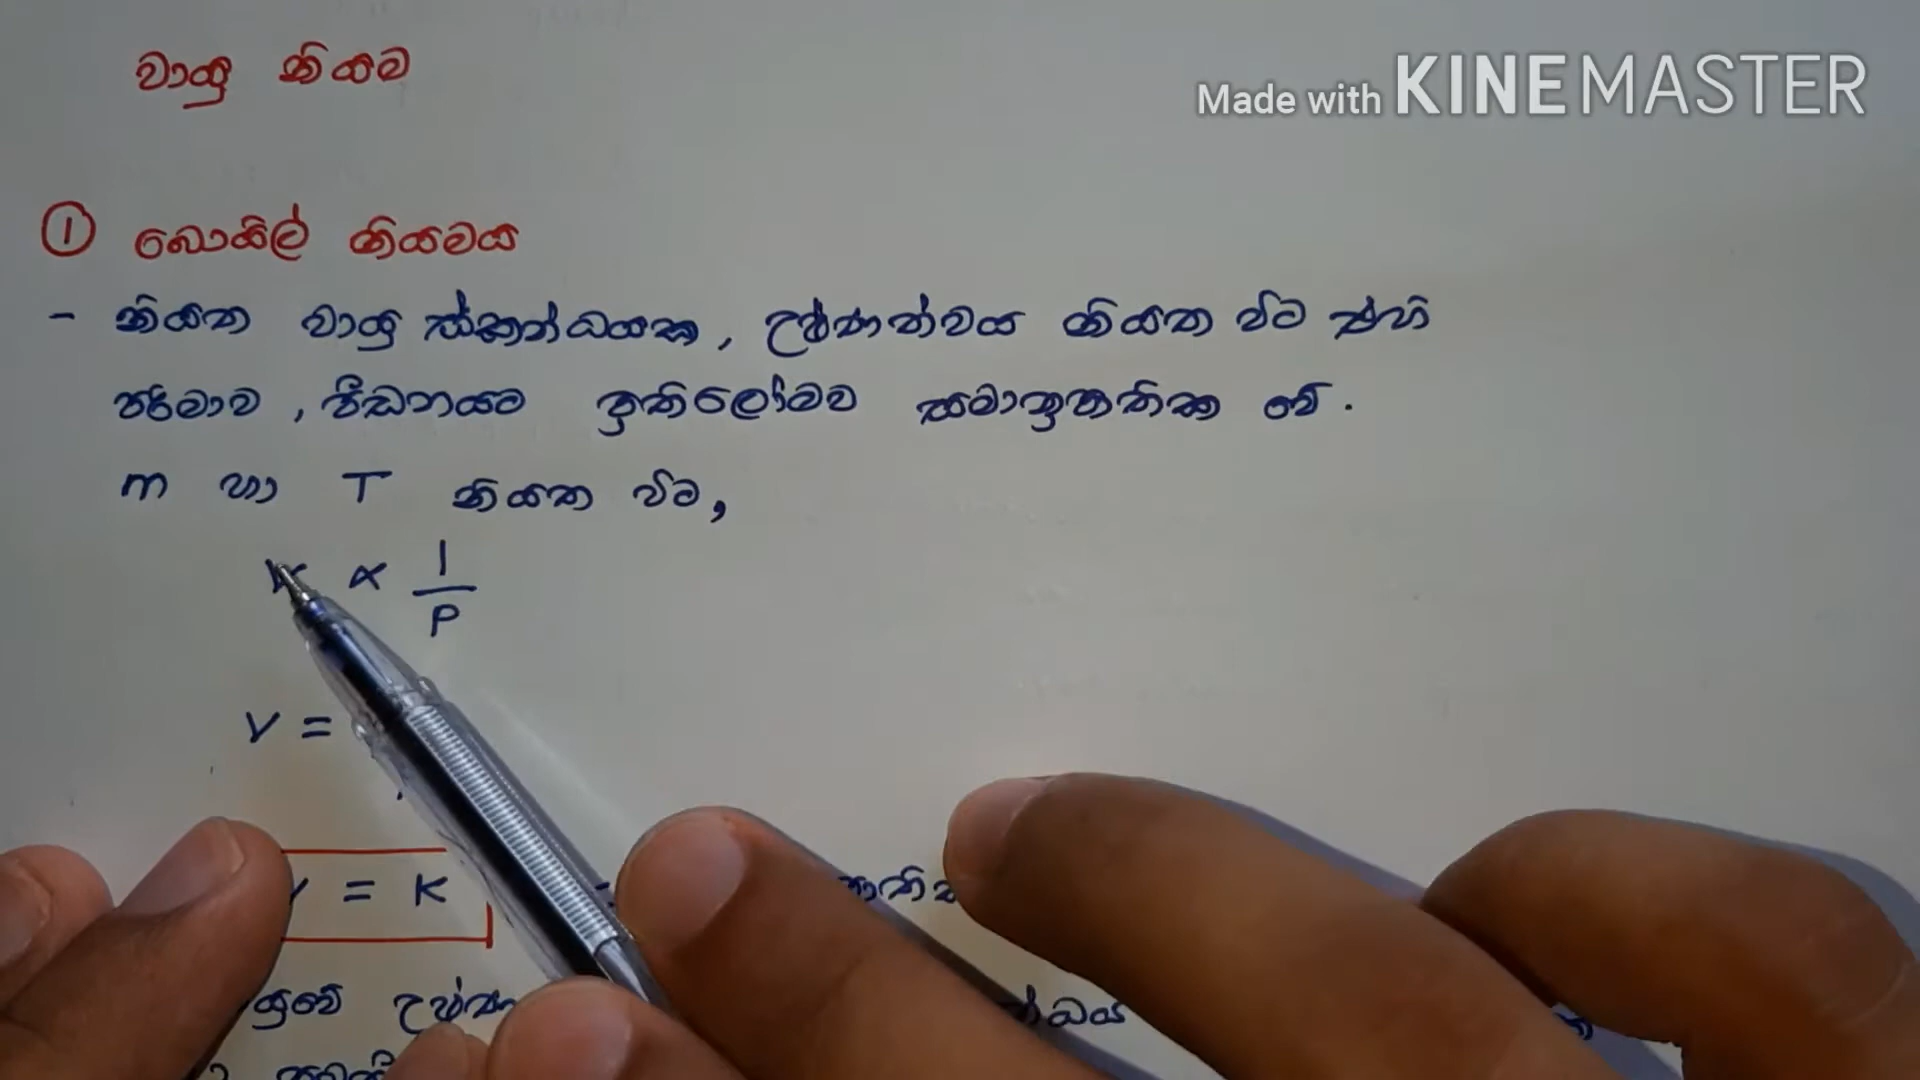 වායු නියම
Made with KINEMASTER
① බොයිල් නියමය
- නියත වායු ස්කන්ධයක, උෂ්ණත්වය නියත විට එහි
පරිමාව, පීඩනයට ප්‍රතිලෝමව සමානුපාතික වේ.
m හා T නියත විට,
V ∝ 1/P
V =
V = K